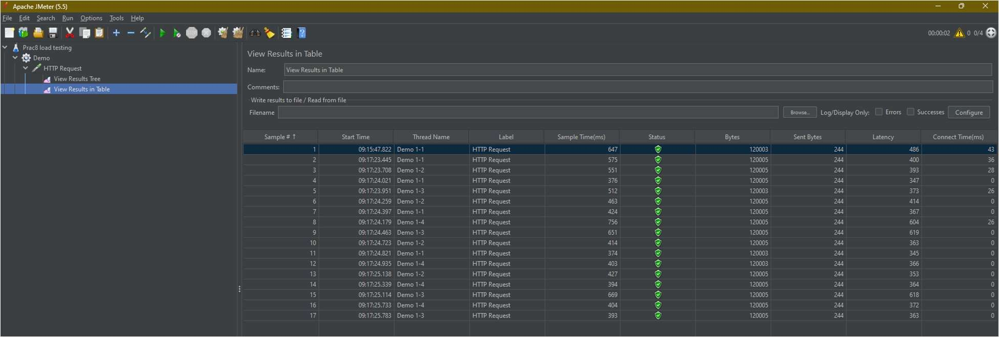 Apache JMeter (5.5)
File Edit Search Run Options Tools Help
00:00:02 0 0/4
Prac8 load testing
Demo
HTTP Request
View Results Tree
View Results in Table
View Results in Table
Name: View Results in Table
Comments:
Write results to file / Read from file
Filename Browse... Log/Display Only: Errors Successes Configure
Sample # ↑ Start Time Thread Name Label Sample Time(ms) Status Bytes Sent Bytes Latency Connect Time(ms)
1 09:15:47.822 Demo 1-1 HTTP Request 647 120003 244 486 43
2 09:17:23.445 Demo 1-1 HTTP Request 575 120005 244 400 36
3 09:17:23.708 Demo 1-2 HTTP Request 551 120005 244 393 28
4 09:17:24.021 Demo 1-1 HTTP Request 376 120005 244 347 0
5 09:17:23.951 Demo 1-3 HTTP Request 512 120003 244 373 26
6 09:17:24.259 Demo 1-2 HTTP Request 463 120005 244 414 0
7 09:17:24.397 Demo 1-1 HTTP Request 424 120005 244 367 0
8 09:17:24.179 Demo 1-4 HTTP Request 756 120005 244 604 26
9 09:17:24.463 Demo 1-3 HTTP Request 651 120005 244 619 0
10 09:17:24.723 Demo 1-2 HTTP Request 414 120005 244 363 0
11 09:17:24.821 Demo 1-1 HTTP Request 374 120003 244 345 0
12 09:17:24.935 Demo 1-4 HTTP Request 403 120003 244 366 0
13 09:17:25.138 Demo 1-2 HTTP Request 427 120005 244 353 0
14 09:17:25.339 Demo 1-4 HTTP Request 394 120005 244 364 0
15 09:17:25.114 Demo 1-3 HTTP Request 669 120005 244 618 0
16 09:17:25.733 Demo 1-4 HTTP Request 404 120005 244 372 0
17 09:17:25.783 Demo 1-3 HTTP Request 393 120005 244 363 0